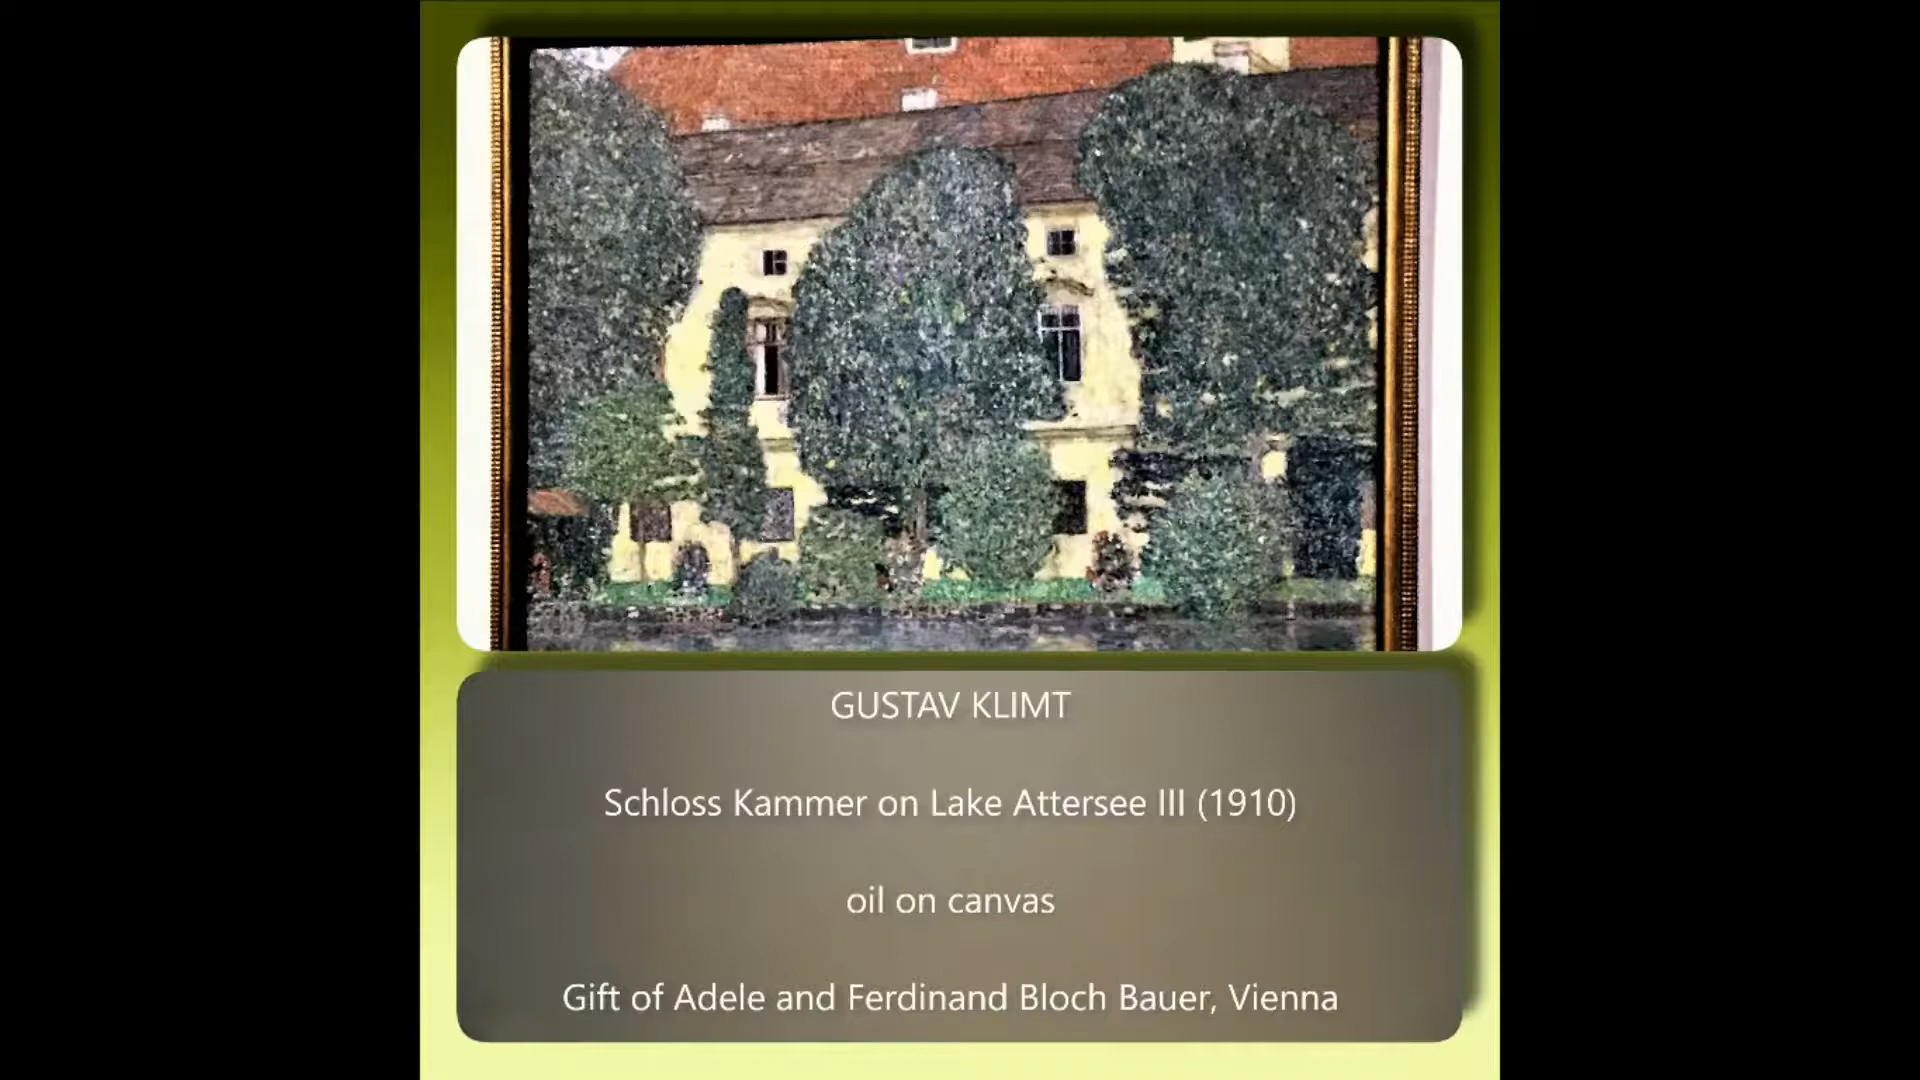 GUSTAV KLIMT
Schloss Kammer on Lake Attersee III (1910)
oil on canvas
Gift of Adele and Ferdinand Bloch Bauer, Vienna